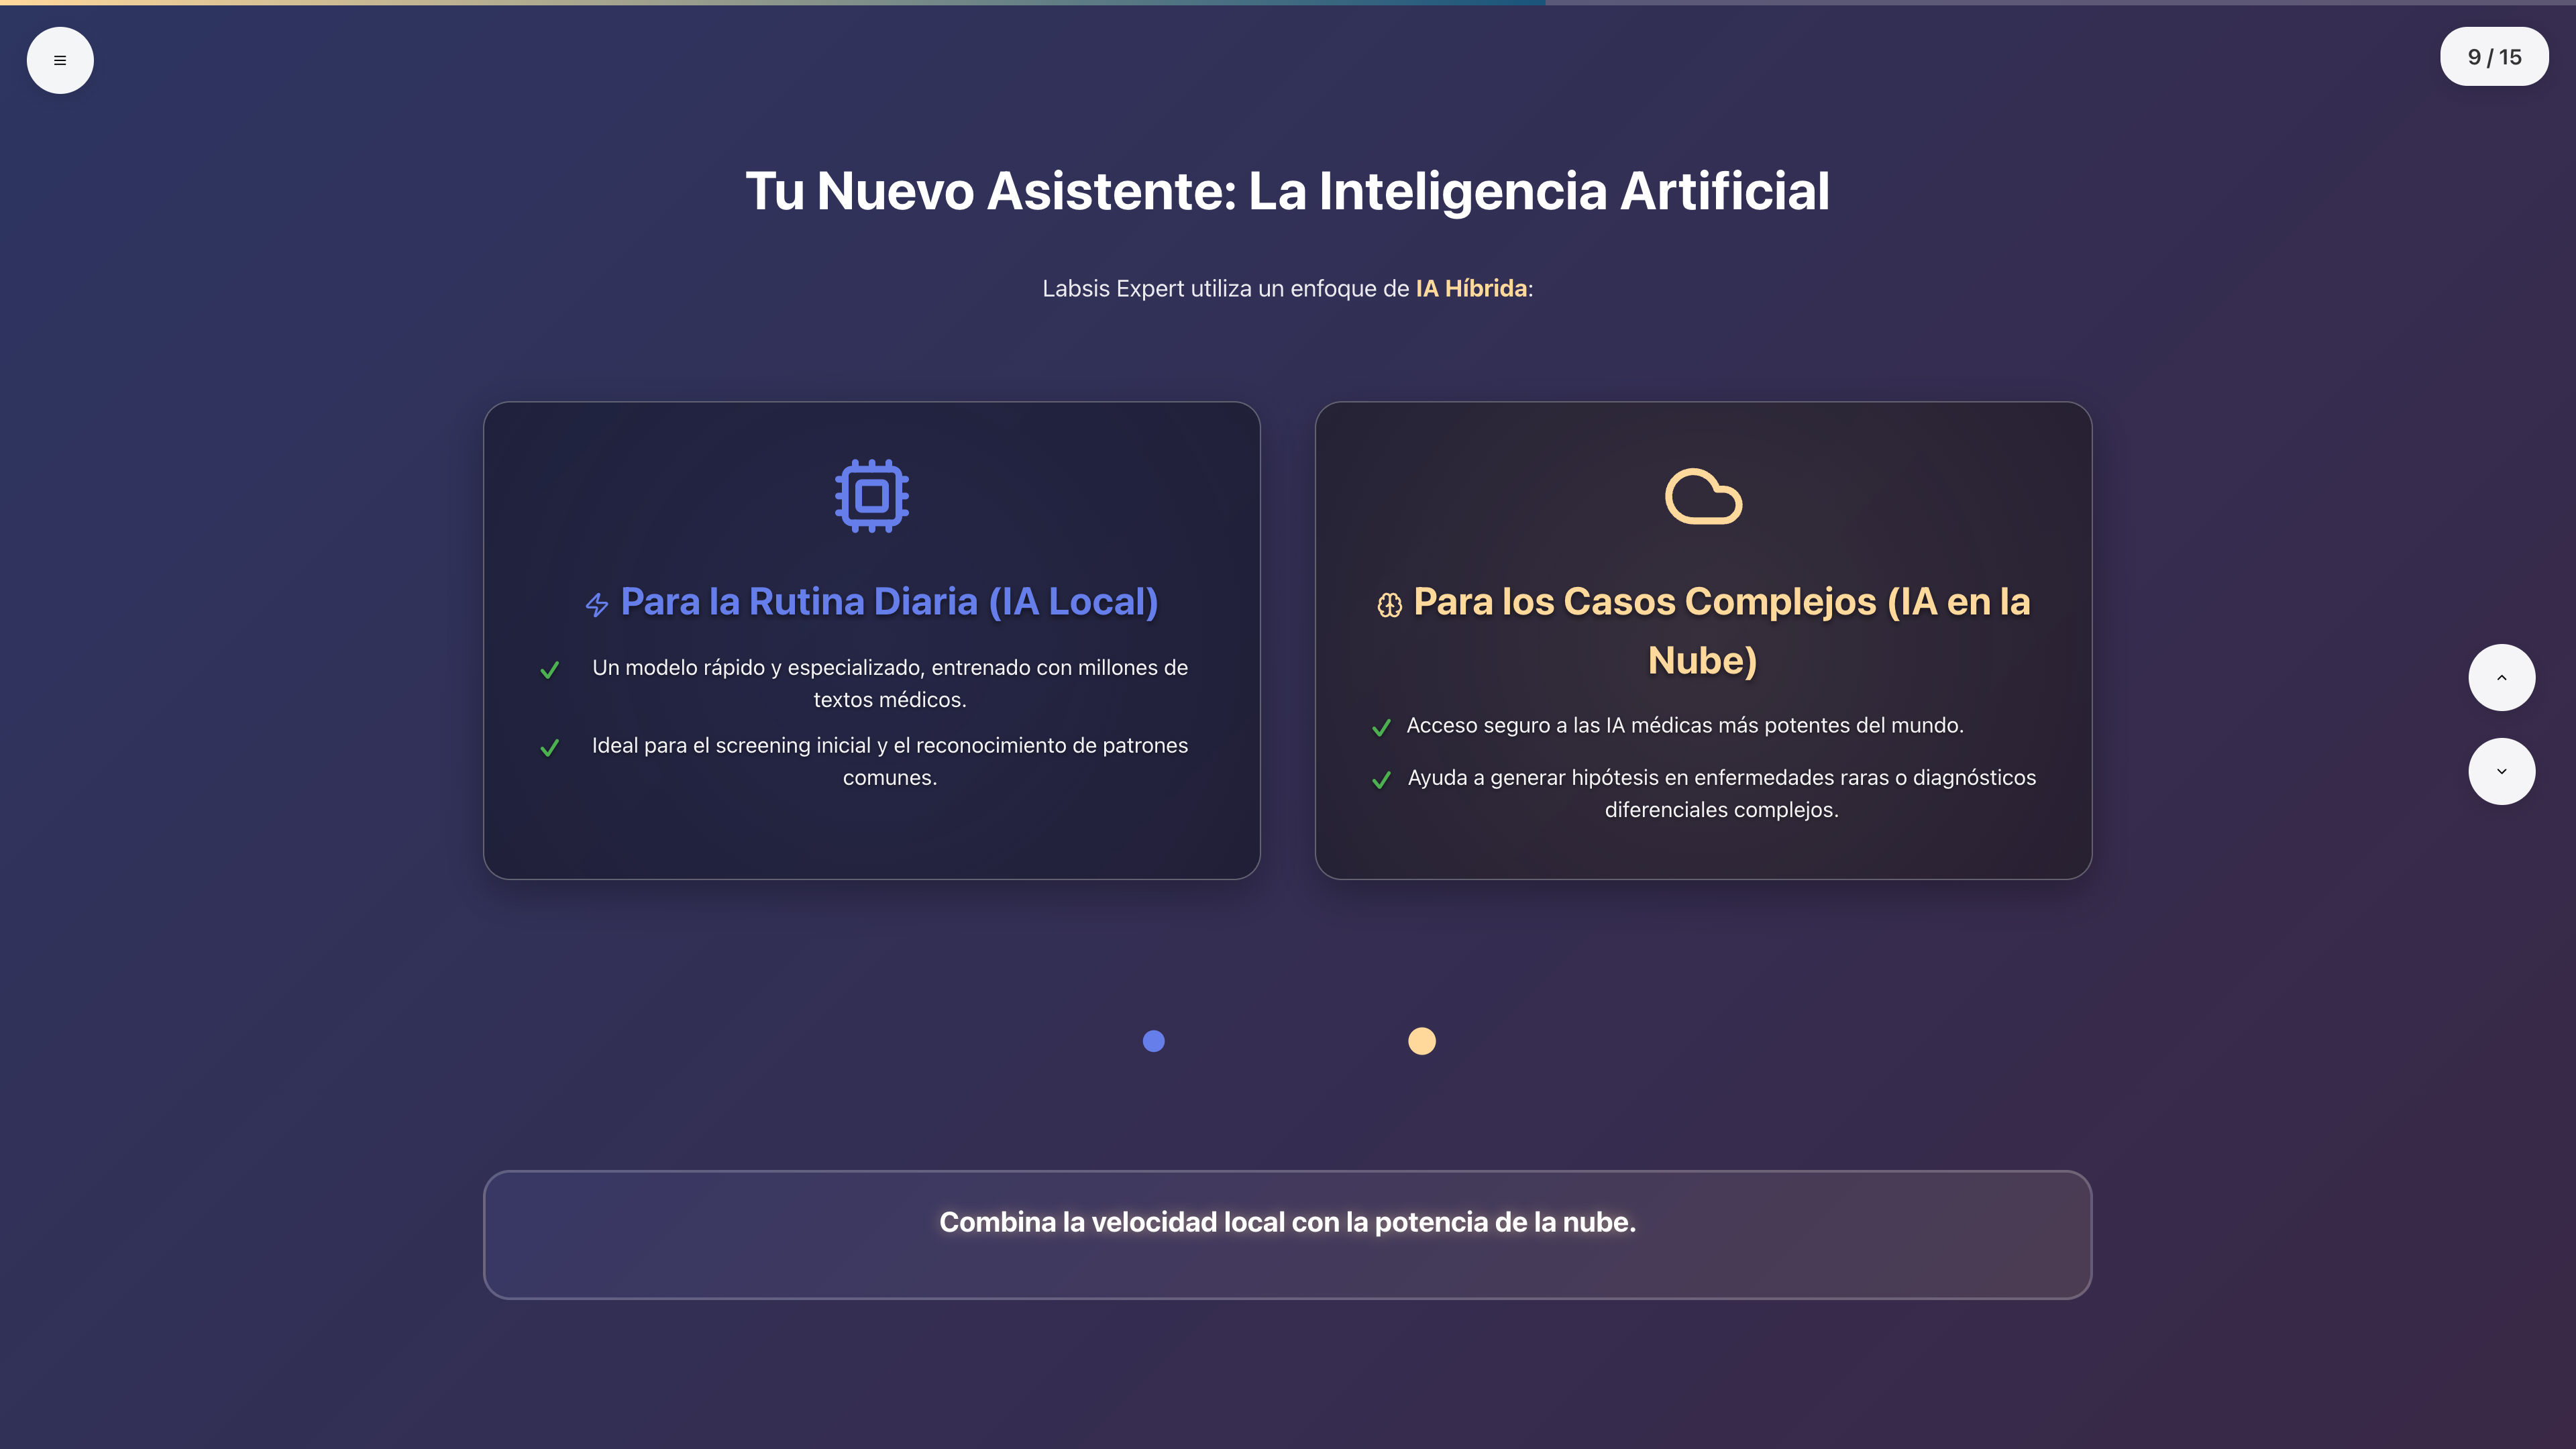 9 / 15
Tu Nuevo Asistente: La Inteligencia Artificial
Labsis Expert utiliza un enfoque de IA Híbrida:
Para la Rutina Diaria (IA Local)
Un modelo rápido y especializado, entrenado con millones de
textos médicos.
Ideal para el screening inicial y el reconocimiento de patrones
comunes.
Para los Casos Complejos (IA en la
Nube)
Acceso seguro a las IA médicas más potentes del mundo.
Ayuda a generar hipótesis en enfermedades raras o diagnósticos
diferenciales complejos.
Combina la velocidad local con la potencia de la nube.